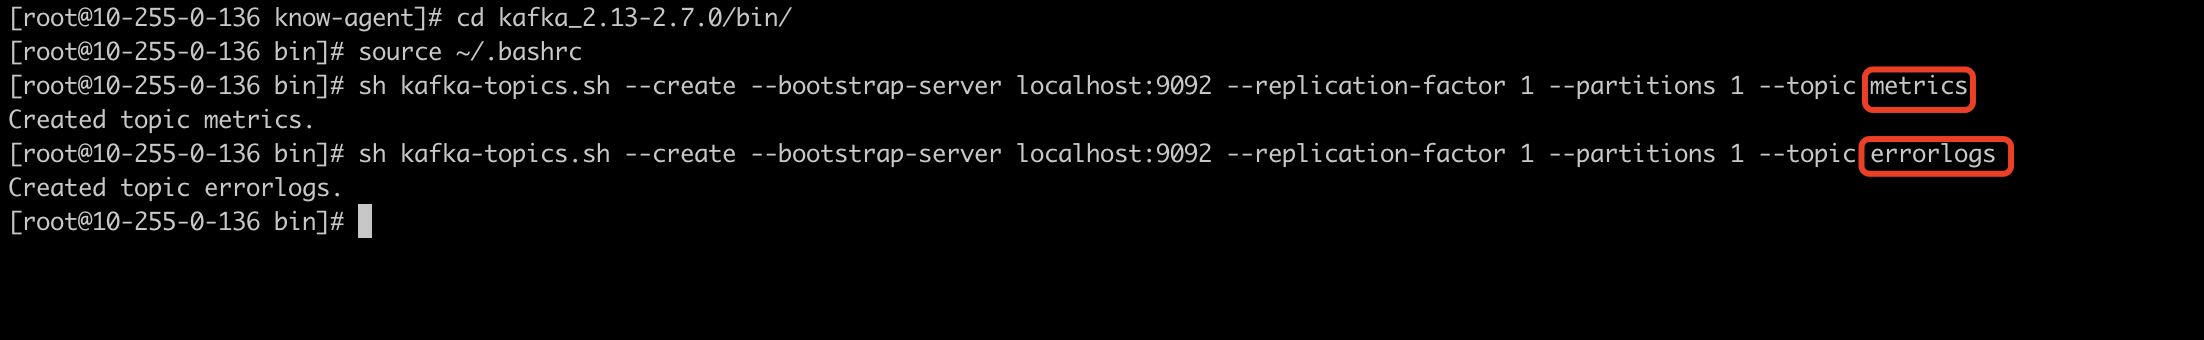 [root@10-255-0-136 know-agent]# cd kafka_2.13-2.7.0/bin/
[root@10-255-0-136 bin]# source ~/.bashrc
[root@10-255-0-136 bin]# sh kafka-topics.sh --create --bootstrap-server localhost:9092 --replication-factor 1 --partitions 1 --topic metrics
Created topic metrics.
[root@10-255-0-136 bin]# sh kafka-topics.sh --create --bootstrap-server localhost:9092 --replication-factor 1 --partitions 1 --topic errorlogs
Created topic errorlogs.
[root@10-255-0-136 bin]#